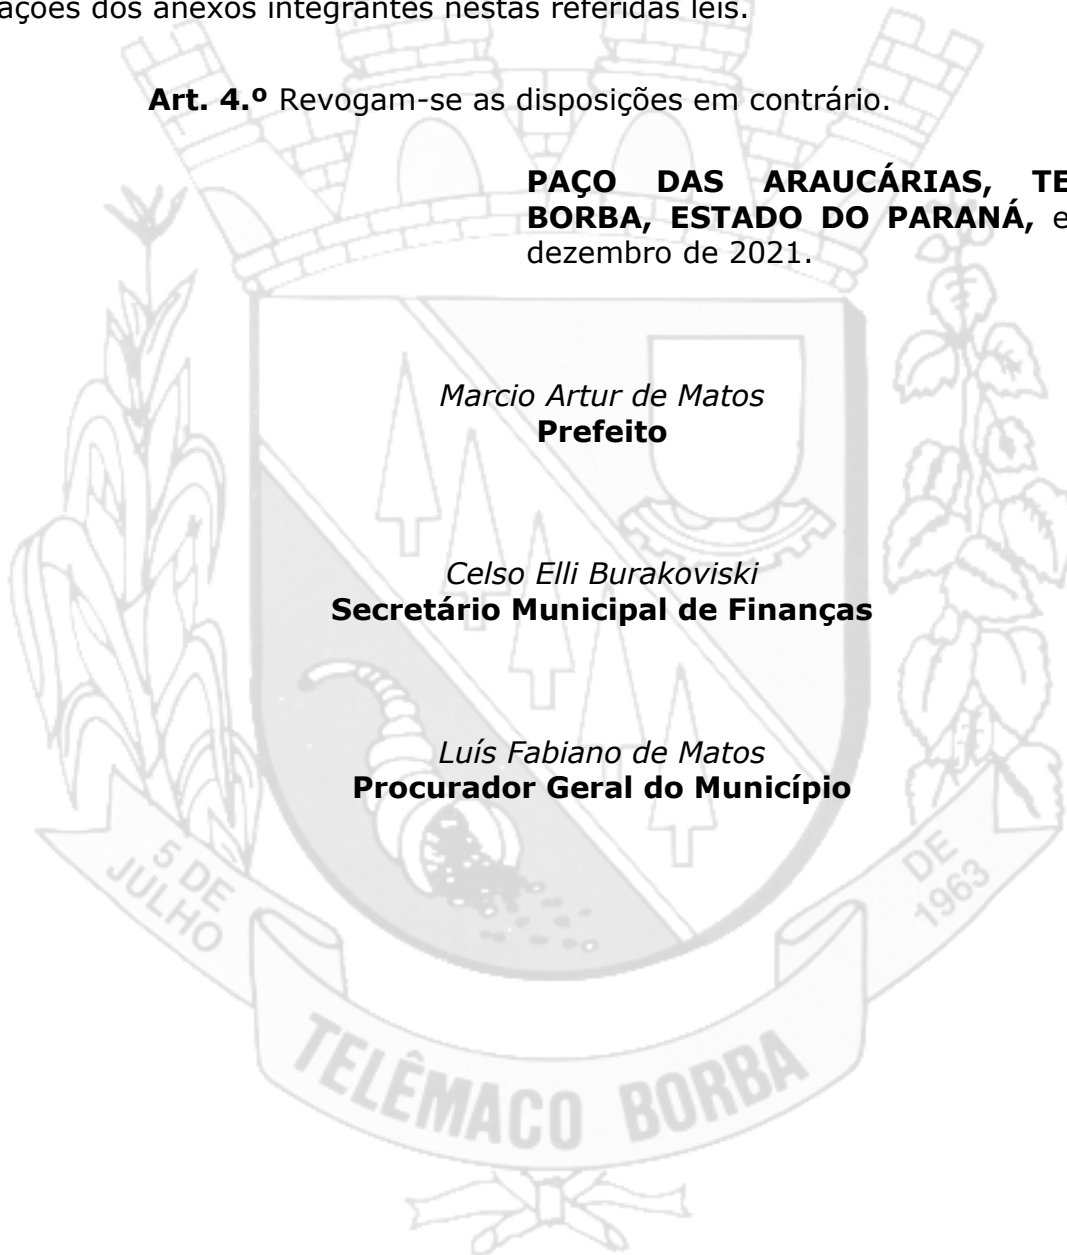 ações dos anexos integrantes nestas referidas leis.
Art. 4.º Revogam-se as disposições em contrário.
PAÇO DAS ARAUCÁRIAS, TE
BORBA, ESTADO DO PARANÁ, e
dezembro de 2021.
Marcio Artur de Matos
Prefeito
Celso Elli Burakoviski
Secretário Municipal de Finanças
Luís Fabiano de Matos
Procurador Geral do Município
5 DE
JULHO
DE
1963
TELÊMACO BORBA